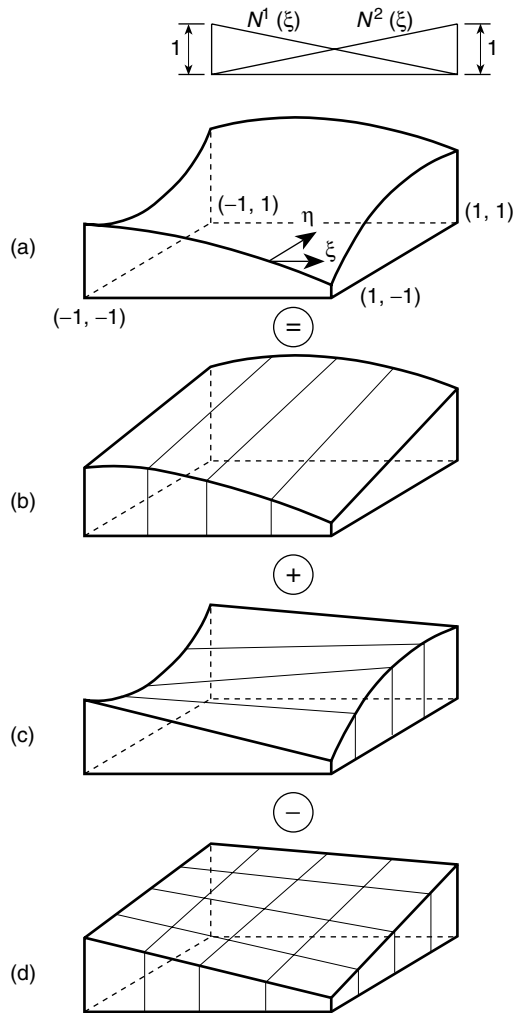 N¹ (ξ) N² (ξ)
1 1
(−1, 1) (1, 1)
η
(a) ξ
(−1, −1) (1, −1)
=
(b)
+
(c)
−
(d)